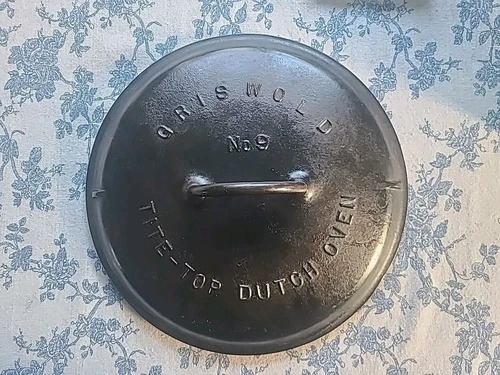 GRISWOLD
No 9
TITE-TOP DUTCH OVEN